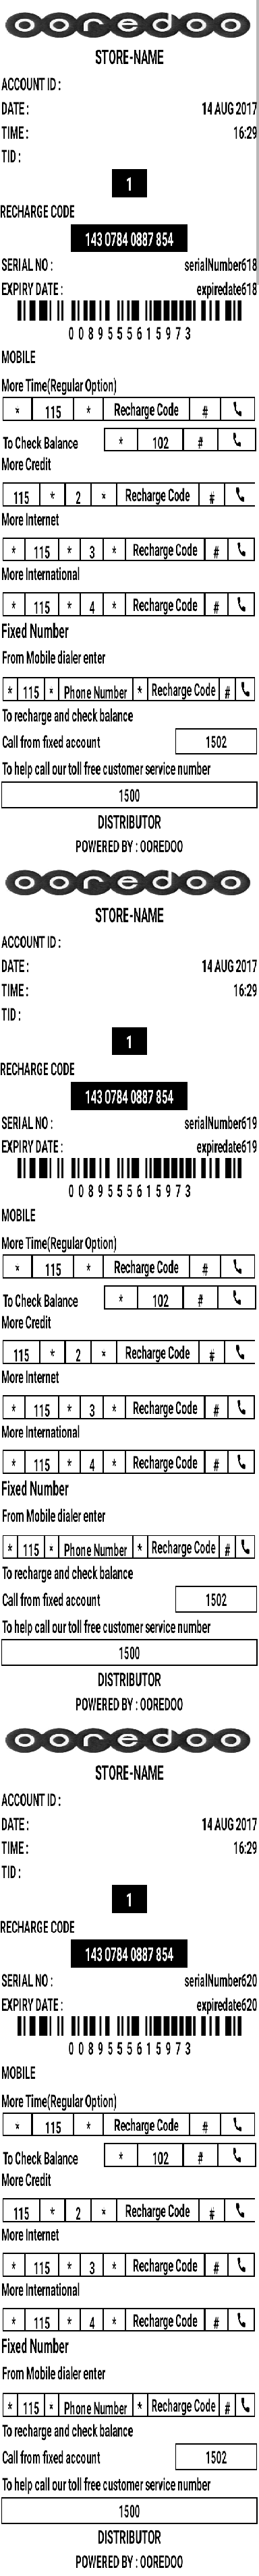 ooredoo
STORE-NAME
ACCOUNT ID :
DATE : 14 AUG 2017
TIME : 16:29
TID :
1
RECHARGE CODE
143 0784 0887 854
SERIAL NO : serialNumber618
EXPIRY DATE : expiredate618
0089555615973
MOBILE
More Time(Regular Option)
* 115 * Recharge Code #
To Check Balance * 102 #
More Credit
115 * 2 * Recharge Code #
More Internet
* 115 * 3 * Recharge Code #
More International
* 115 * 4 * Recharge Code #
Fixed Number
From Mobile dialer enter
* 115 * Phone Number * Recharge Code #
To recharge and check balance
Call from fixed account 1502
To help call our toll free customer service number
1500
DISTRIBUTOR
POWERED BY : OOREDOO
ooredoo
STORE-NAME
ACCOUNT ID :
DATE : 14 AUG 2017
TIME : 16:29
TID :
1
RECHARGE CODE
143 0784 0887 854
SERIAL NO : serialNumber619
EXPIRY DATE : expiredate619
0089555615973
MOBILE
More Time(Regular Option)
* 115 * Recharge Code #
To Check Balance * 102 #
More Credit
115 * 2 * Recharge Code #
More Internet
* 115 * 3 * Recharge Code #
More International
* 115 * 4 * Recharge Code #
Fixed Number
From Mobile dialer enter
* 115 * Phone Number * Recharge Code #
To recharge and check balance
Call from fixed account 1502
To help call our toll free customer service number
1500
DISTRIBUTOR
POWERED BY : OOREDOO
ooredoo
STORE-NAME
ACCOUNT ID :
DATE : 14 AUG 2017
TIME : 16:29
TID :
1
RECHARGE CODE
143 0784 0887 854
SERIAL NO : serialNumber620
EXPIRY DATE : expiredate620
0089555615973
MOBILE
More Time(Regular Option)
* 115 * Recharge Code #
To Check Balance * 102 #
More Credit
115 * 2 * Recharge Code #
More Internet
* 115 * 3 * Recharge Code #
More International
* 115 * 4 * Recharge Code #
Fixed Number
From Mobile dialer enter
* 115 * Phone Number * Recharge Code #
To recharge and check balance
Call from fixed account 1502
To help call our toll free customer service number
1500
DISTRIBUTOR
POWERED BY : OOREDOO